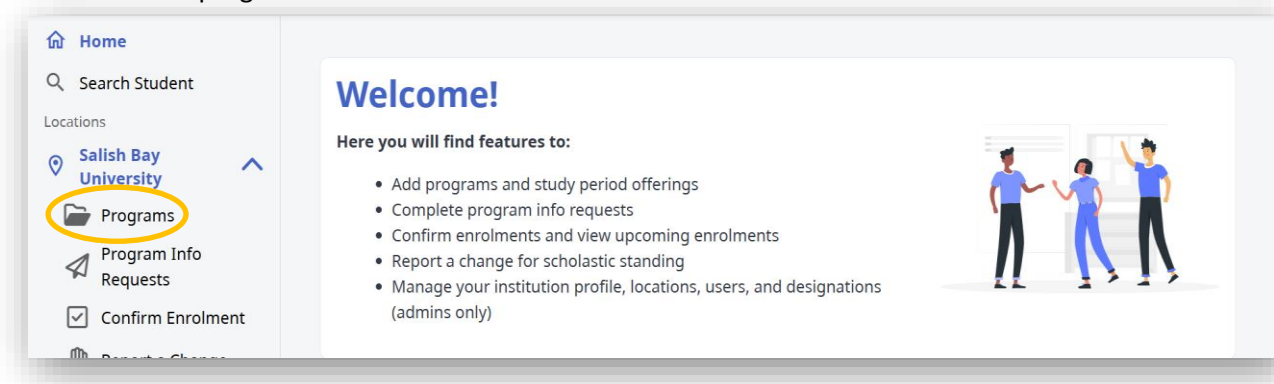 Home
Search Student
Locations
Salish Bay
University
Programs
Program Info
Requests
Confirm Enrolment
Welcome!
Here you will find features to:
• Add programs and study period offerings
• Complete program info requests
• Confirm enrolments and view upcoming enrolments
• Report a change for scholastic standing
• Manage your institution profile, locations, users, and designations
(admins only)